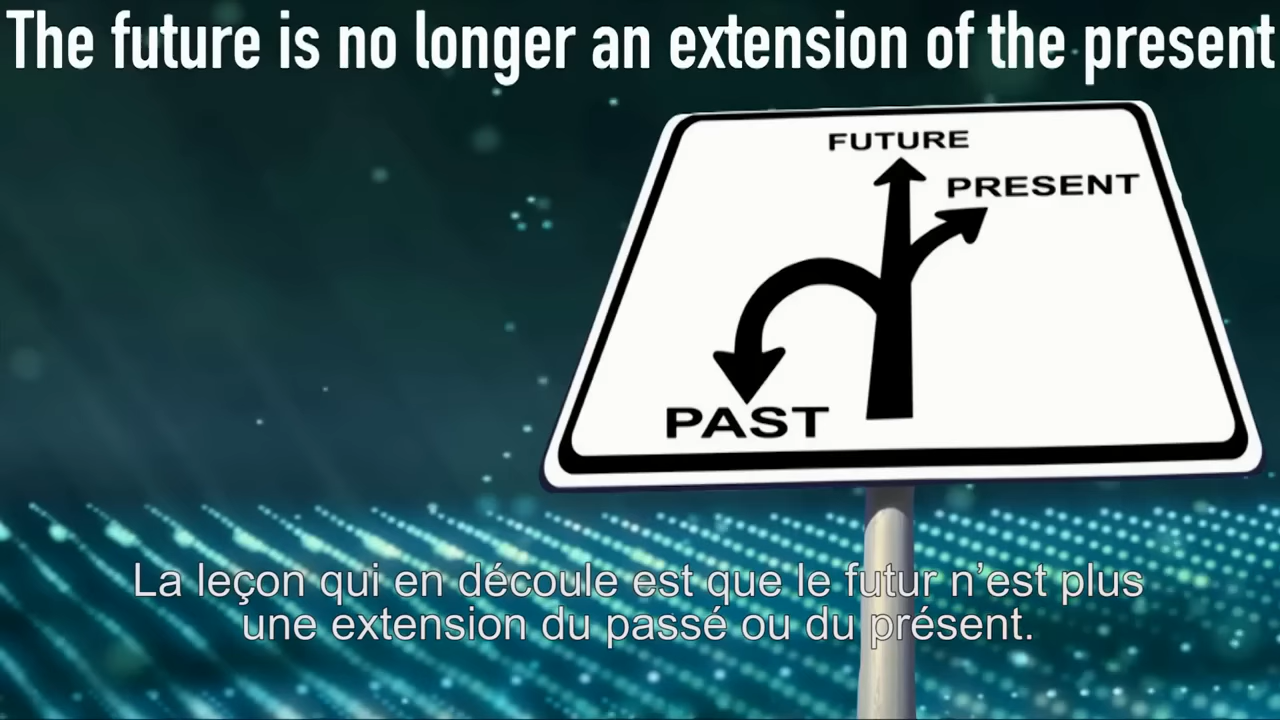 The future is no longer an extension of the present
FUTURE
PRESENT
PAST
La leçon qui en découle est que le futur n’est plus
une extension du passé ou du présent.